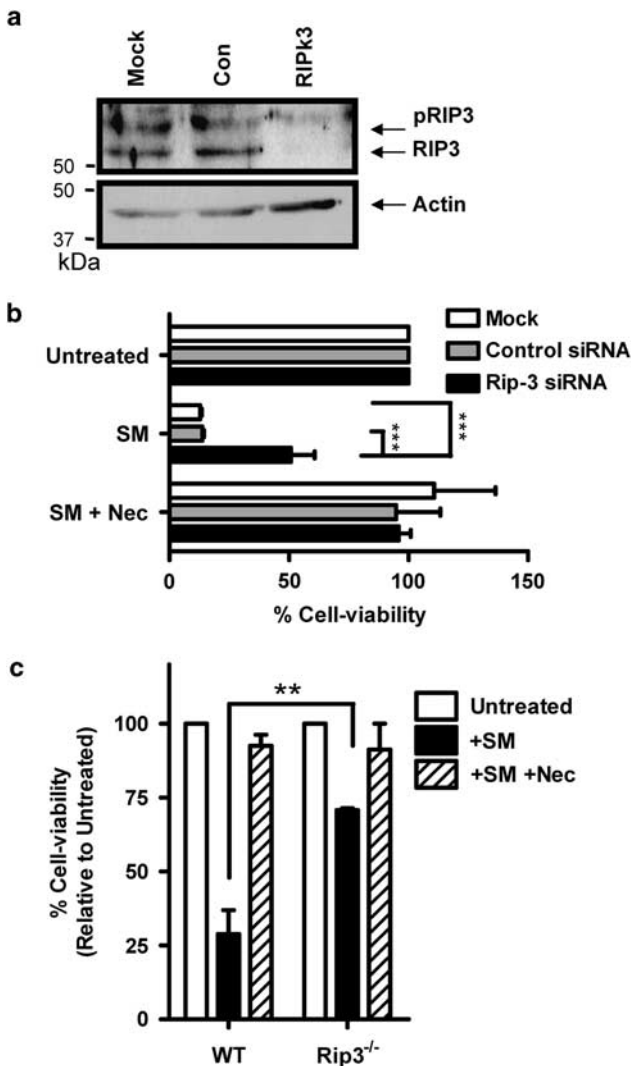 a
Mock Con RIPk3
pRIP3
RIP3
50
50
Actin
37
kDa
b
Mock
Control siRNA
Rip-3 siRNA
Untreated
SM
***
***
SM + Nec
0 50 100 150
% Cell-viability
c
**
Untreated
+SM
+SM +Nec
% Cell-viability
(Relative to Untreated)
100
75
50
25
0
WT Rip3-/-